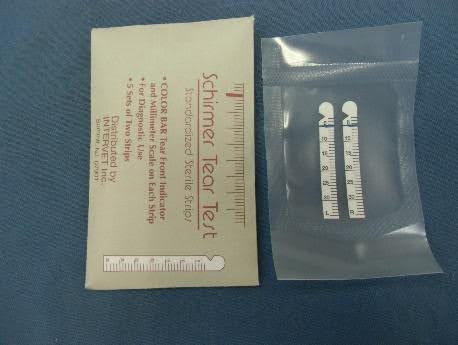 Schirmer Tear Test
Standardized Sterile Strips
• COLOR BAR Tear Front Indicator
and Millimeter Scale on Each Strip
• For Diagnostic Use
• 5 Sets of Two Strips
Distributed by
INTERVET Inc.